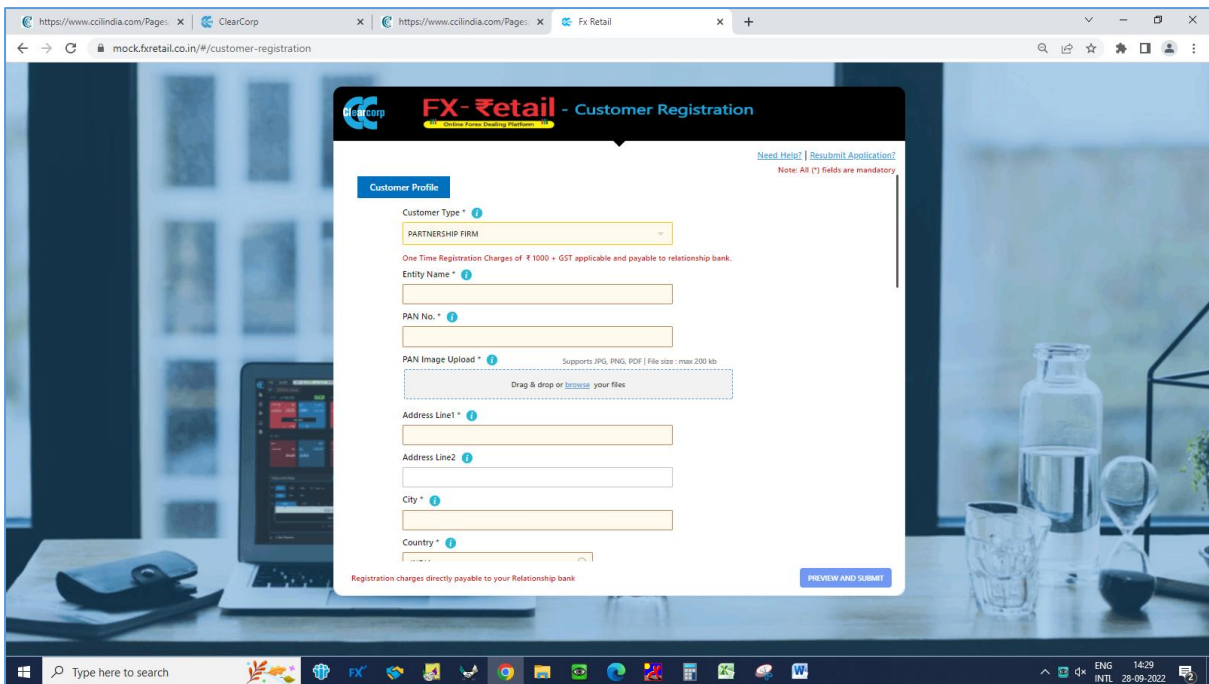 https://www.ccilindia.com/Pages
ClearCorp
https://www.ccilindia.com/Pages
Fx Retail
mock.fxretail.co.in/#/customer-registration
Clearcorp
FX-₹etail - Customer Registration
Online Forex Dealing Platform
Need Help? | Resubmit Application?
Note: All (*) fields are mandatory
Customer Profile
Customer Type *
PARTNERSHIP FIRM
One Time Registration Charges of ₹ 1000 + GST applicable and payable to relationship bank.
Entity Name *
PAN No. *
PAN Image Upload *
Supports JPG, PNG, PDF | File size : max 200 kb
Drag & drop or browse your files
Address Line1 *
Address Line2
City *
Country *
Registration charges directly payable to your Relationship bank
PREVIEW AND SUBMIT
Type here to search
FX
ENG
INTL
14:29
28-09-2022
2